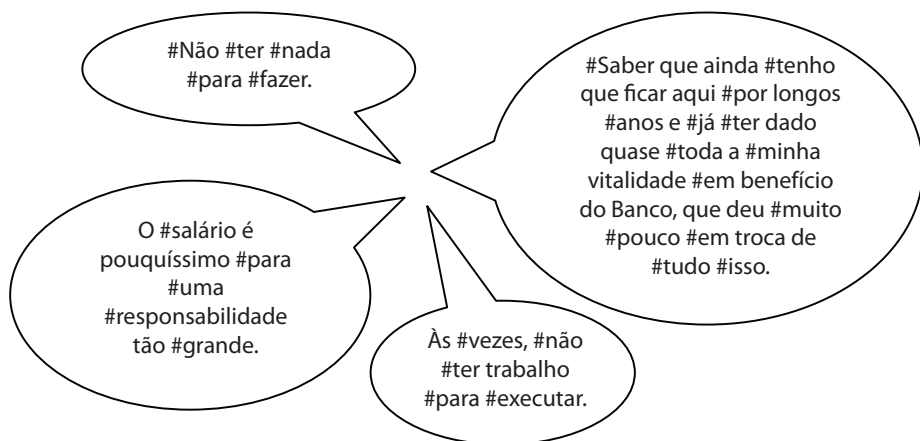 #Não #ter #nada
#para #fazer.
#Saber que ainda #tenho
que ficar aqui #por longos
#anos e #já #ter dado
quase #toda a #minha
vitalidade #em benefício
do Banco, que deu #muito
#pouco #em troca de
#tudo #isso.
O #salário é
pouquíssimo #para
#uma
#responsabilidade
tão #grande.
Às #vezes, #não
#ter trabalho
#para #executar.